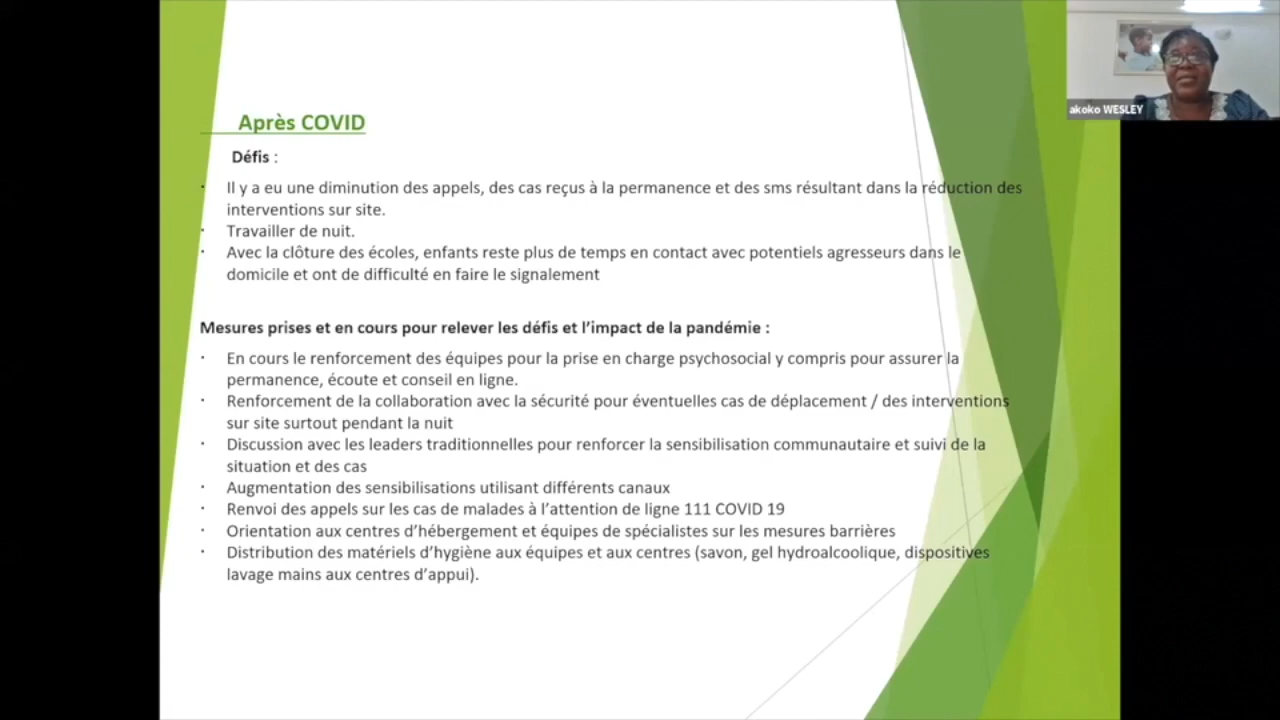 akoko WESLEY
Après COVID
Défis :
· Il y a eu une diminution des appels, des cas reçus à la permanence et des sms résultant dans la réduction des
interventions sur site.
· Travailler de nuit.
· Avec la clôture des écoles, enfants reste plus de temps en contact avec potentiels agresseurs dans le
domicile et ont de difficulté en faire le signalement
Mesures prises et en cours pour relever les défis et l’impact de la pandémie :
· En cours le renforcement des équipes pour la prise en charge psychosocial y compris pour assurer la
permanence, écoute et conseil en ligne.
· Renforcement de la collaboration avec la sécurité pour éventuelles cas de déplacement / des interventions
sur site surtout pendant la nuit
· Discussion avec les leaders traditionnelles pour renforcer la sensibilisation communautaire et suivi de la
situation et des cas
· Augmentation des sensibilisations utilisant différents canaux
· Renvoi des appels sur les cas de malades à l’attention de ligne 111 COVID 19
· Orientation aux centres d’hébergement et équipes de spécialistes sur les mesures barrières
· Distribution des matériels d’hygiène aux équipes et aux centres (savon, gel hydroalcoolique, dispositives
lavage mains aux centres d’appui).